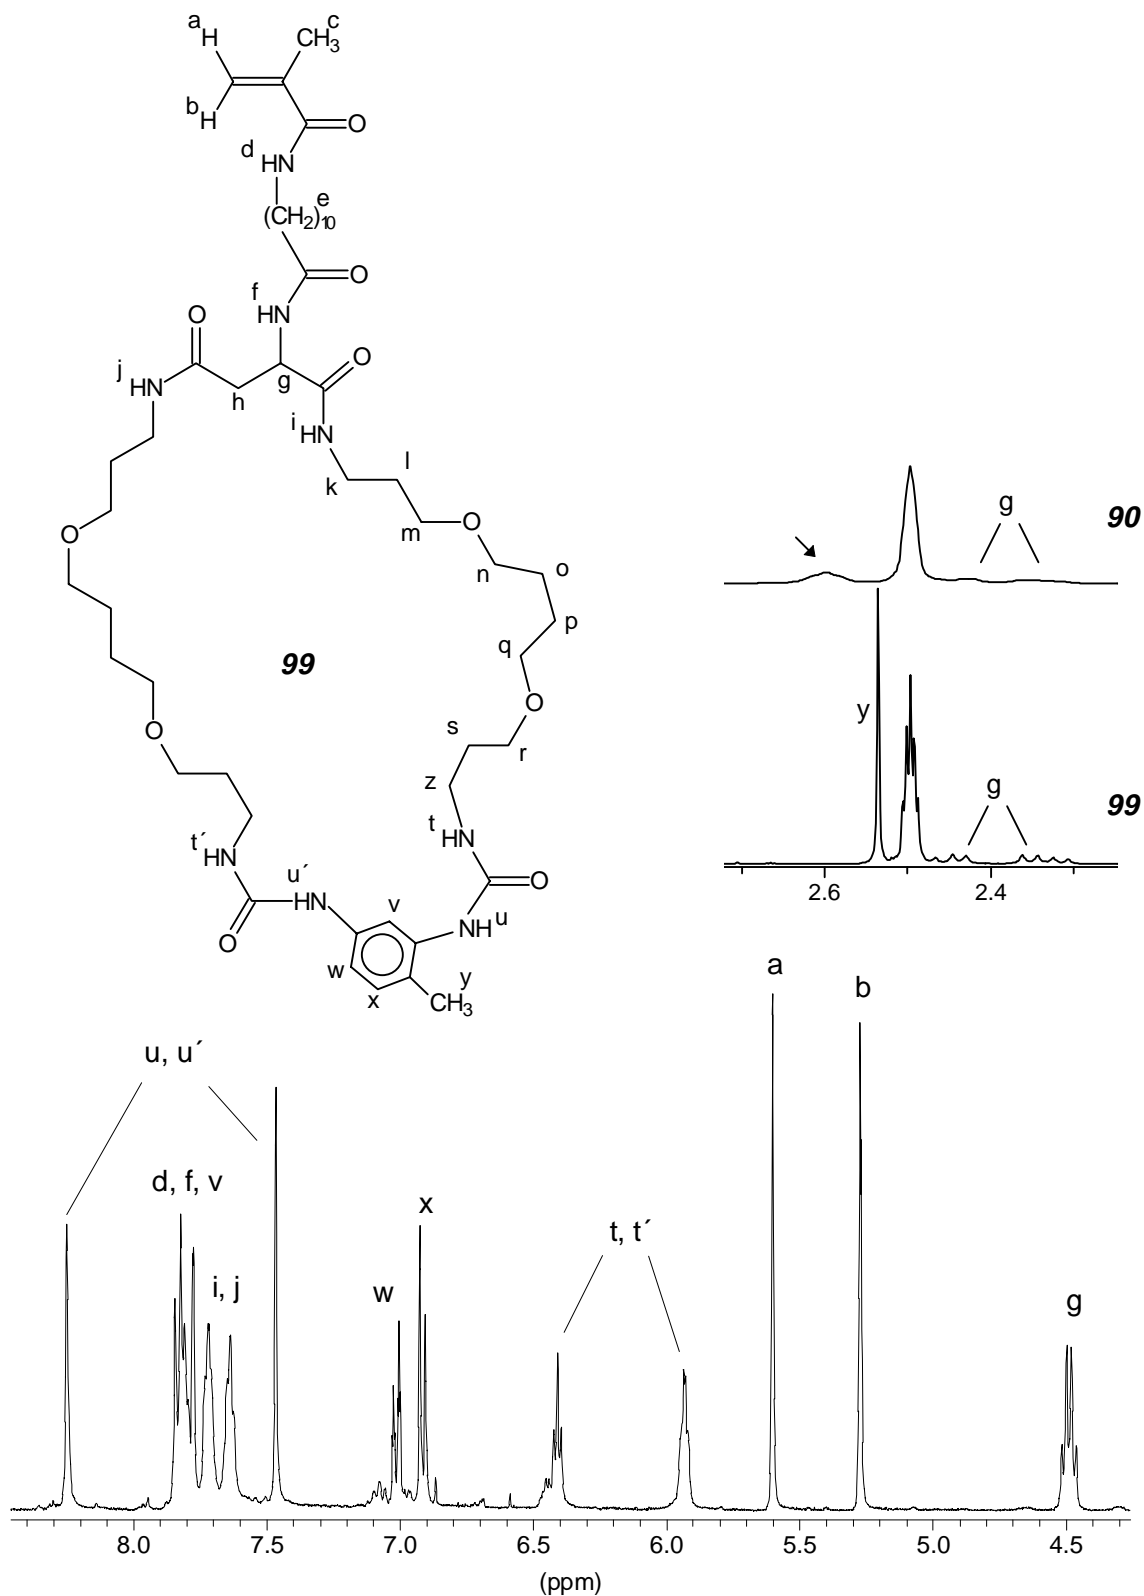 a
H
CH3
c
b
H
O
d
HN
(CH2)10
e
O
f
HN
O
O
j
HN
g
h
i
HN
l
k
m
O
O
n
o
p
q
99
O
O
s
r
z
t
HN
t´
HN
u´
HN
O
O
v
NH
u
w
x
y
CH3
g
90
y
g
99
2.6
2.4
a
b
u, u´
d, f, v
i, j
x
w
t, t´
g
8.0
7.5
7.0
6.5
6.0
5.5
5.0
4.5
(ppm)